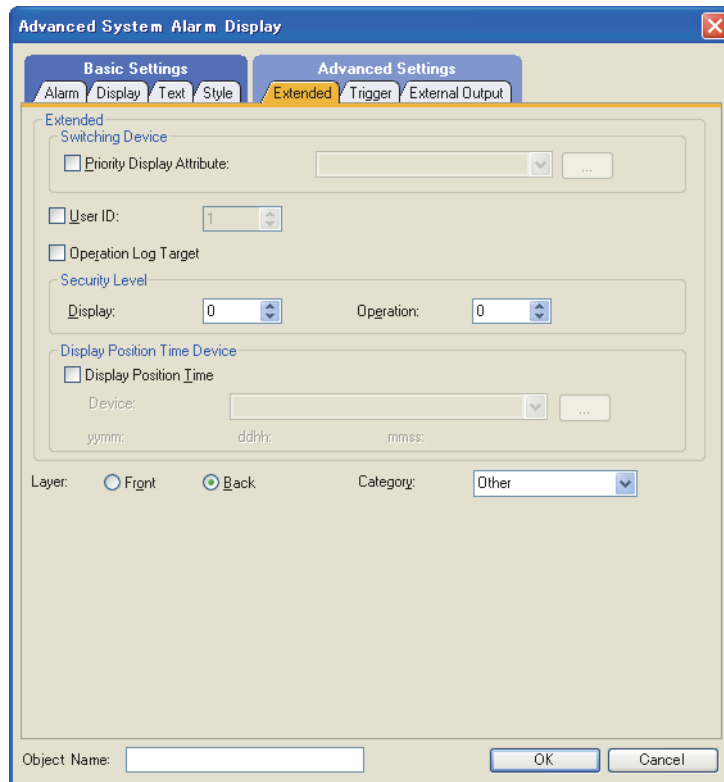 Advanced System Alarm Display
Basic Settings Advanced Settings
Alarm Display Text Style Extended Trigger External Output
Extended
Switching Device
Priority Display Attribute: ...
User ID: 1
Operation Log Target
Security Level
Display: 0 Operation: 0
Display Position Time Device
Display Position Time
Device: ...
yymm: ddhh: mmss:
Layer: Front Back Category: Other
Object Name: OK Cancel